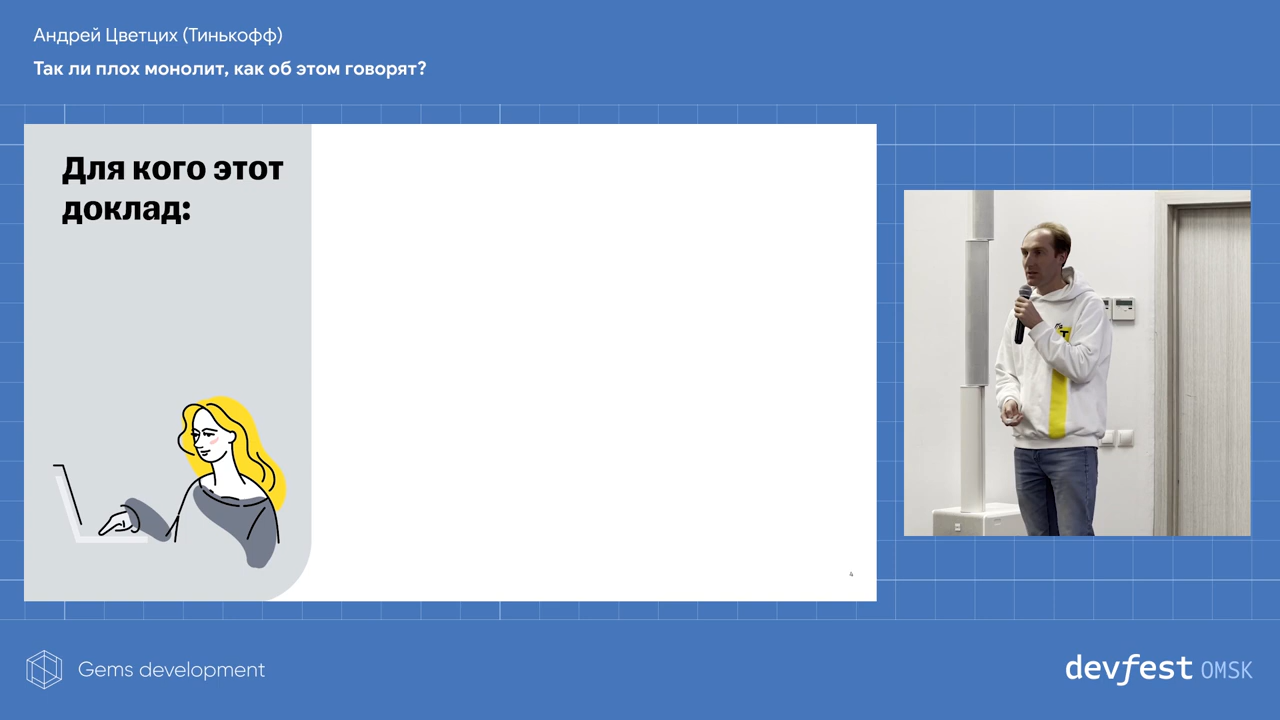 Андрей Цветцих (Тинькофф)
Так ли плох монолит, как об этом говорят?
Для кого этот
доклад:
4
Gems development
devfest OMSK